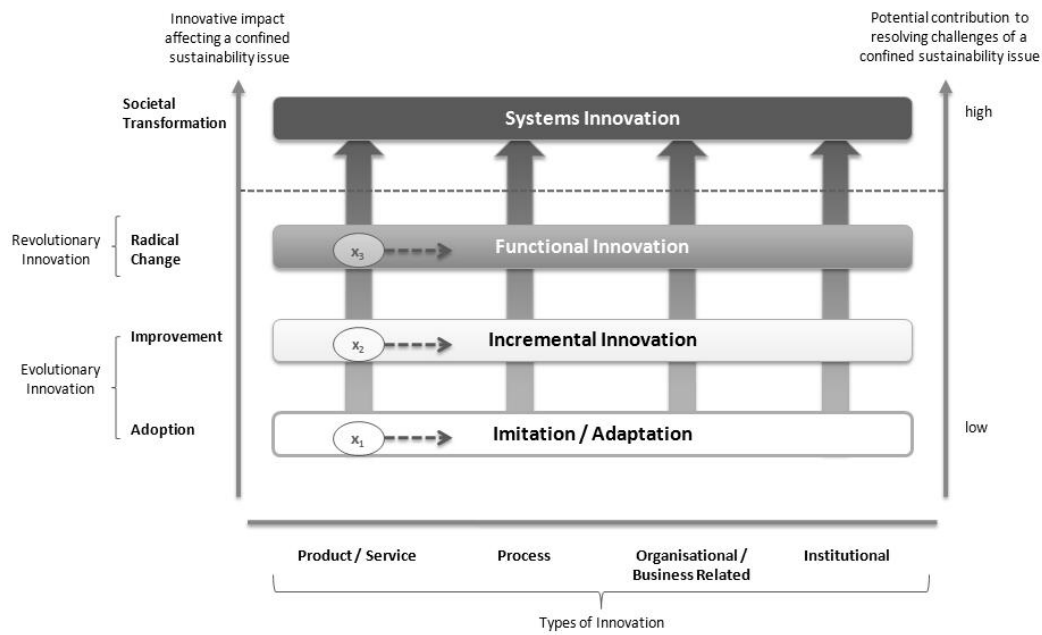 Innovative impact
affecting a confined
sustainability issue
Potential contribution to
resolving challenges of a
confined sustainability issue
Societal
Transformation
Systems Innovation
high
Revolutionary
Innovation
Radical
Change
x3
Functional Innovation
Improvement
x2
Incremental Innovation
Evolutionary
Innovation
Adoption
x1
Imitation / Adaptation
low
Product / Service
Process
Organisational /
Business Related
Institutional
Types of Innovation